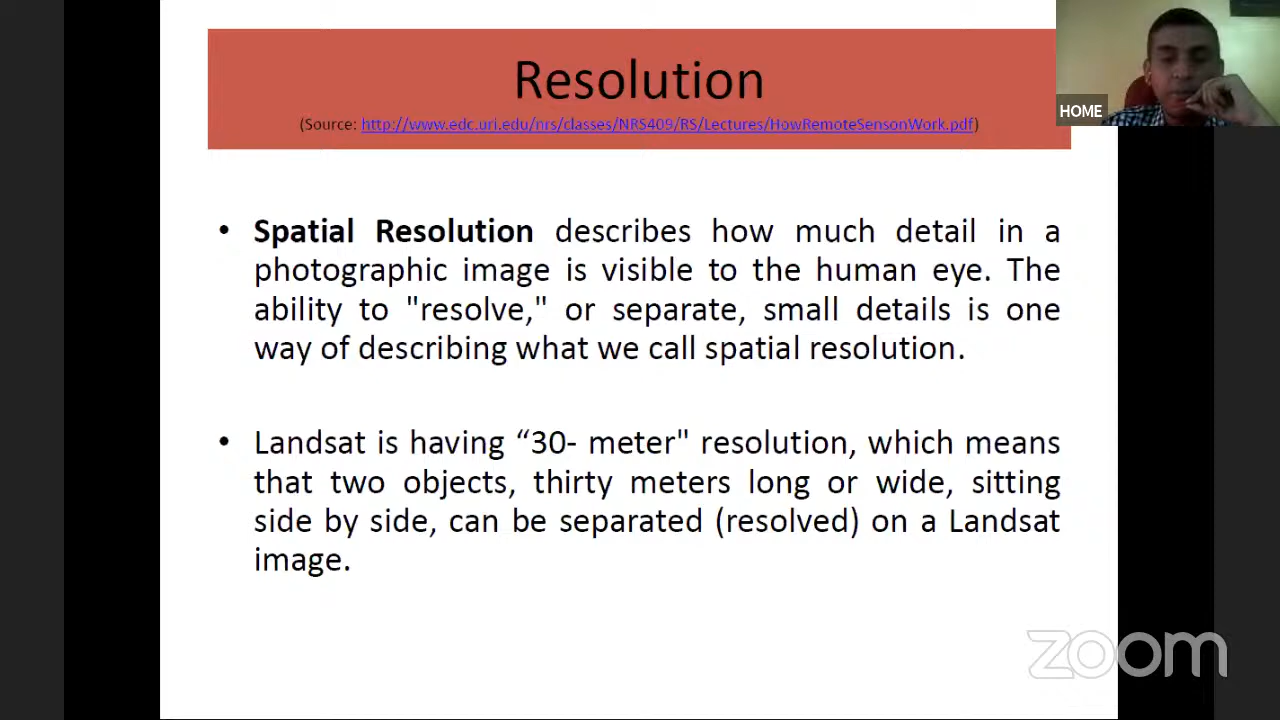 Resolution
(Source: http://www.edc.uri.edu/nrs/classes/NRS409/RS/Lectures/HowRemoteSensonWork.pdf)
HOME
• Spatial Resolution describes how much detail in a
photographic image is visible to the human eye. The
ability to "resolve," or separate, small details is one
way of describing what we call spatial resolution.
• Landsat is having “30- meter" resolution, which means
that two objects, thirty meters long or wide, sitting
side by side, can be separated (resolved) on a Landsat
image.
zoom